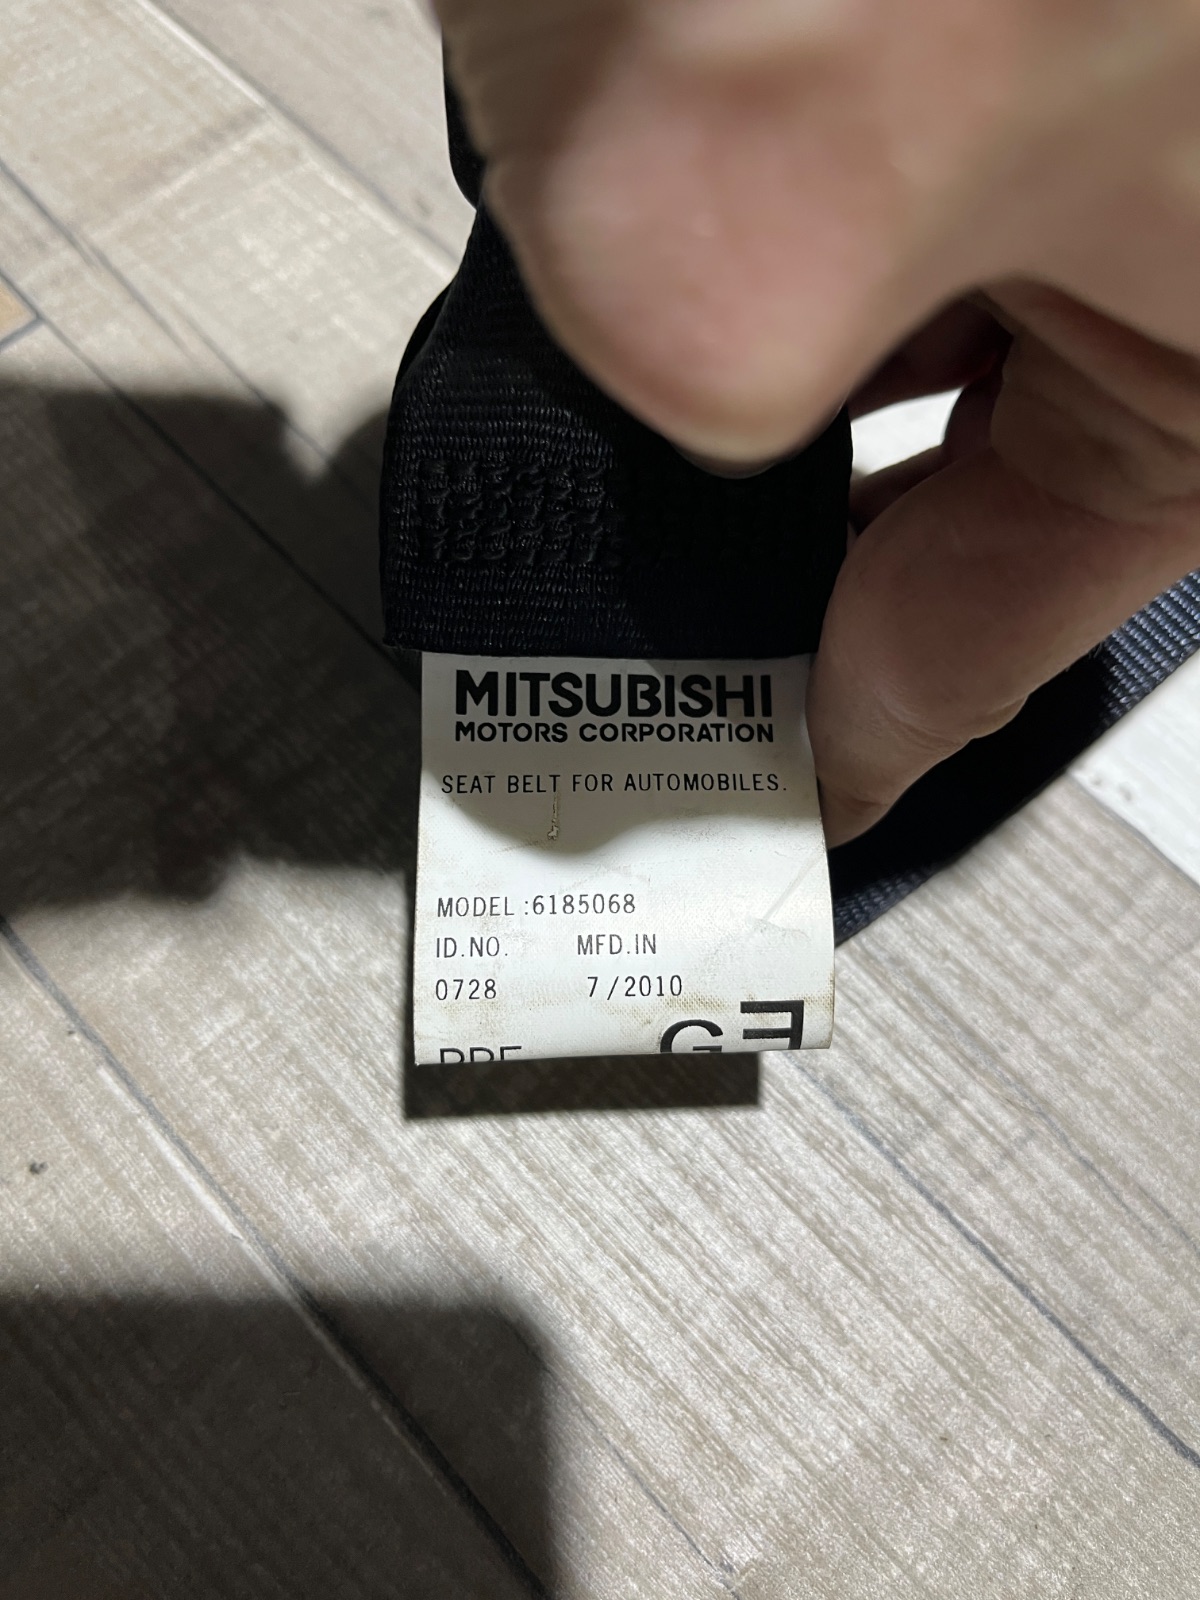 MITSUBISHI
MOTORS CORPORATION
SEAT BELT FOR AUTOMOBILES.
MODEL :6185068
ID.NO. MFD.IN
0728 7/2010